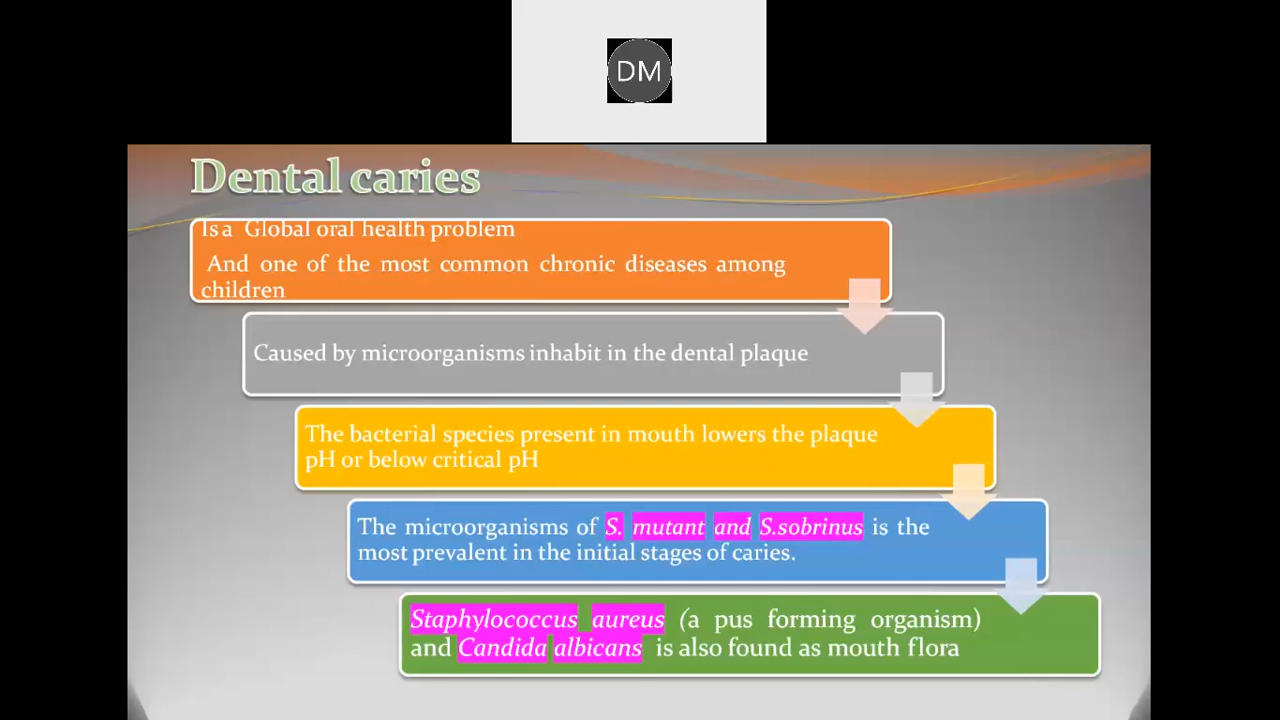 DM
Dental caries
Is a Global oral health problem
And one of the most common chronic diseases among
children
Caused by microorganisms inhabit in the dental plaque
The bacterial species present in mouth lowers the plaque
pH or below critical pH
The microorganisms of S. mutant and S.sobrinus is the
most prevalent in the initial stages of caries.
Staphylococcus aureus (a pus forming organism)
and Candida albicans is also found as mouth flora